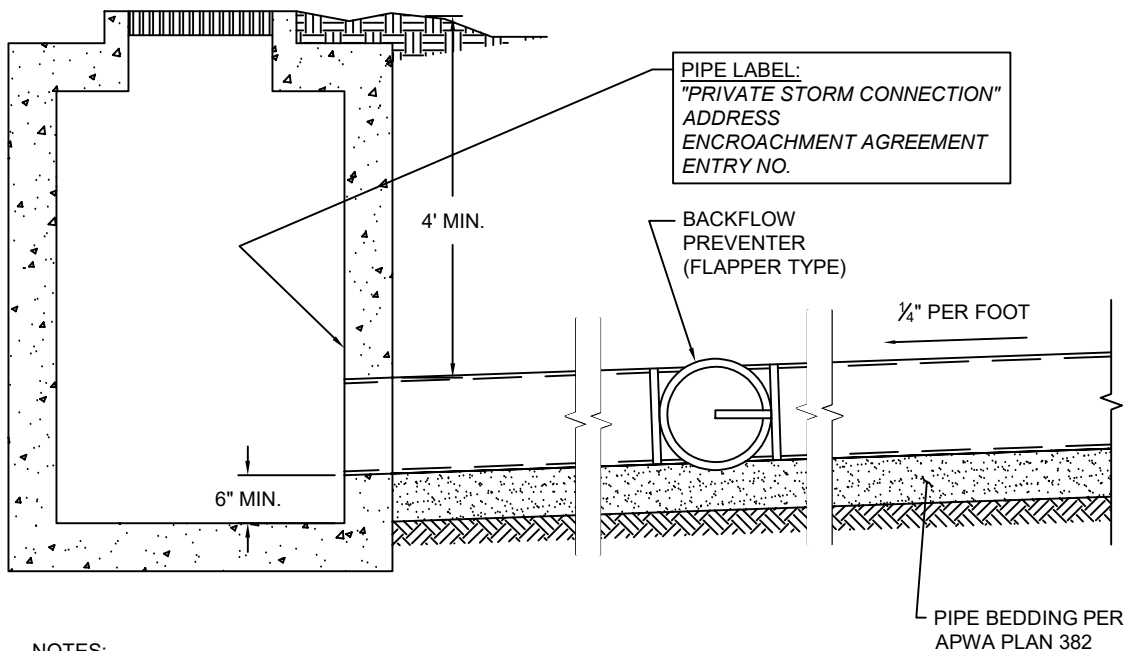 PIPE LABEL:
"PRIVATE STORM CONNECTION"
ADDRESS
ENCROACHMENT AGREEMENT
ENTRY NO.
4' MIN.
BACKFLOW
PREVENTER
(FLAPPER TYPE)
¼" PER FOOT
6" MIN.
PIPE BEDDING PER
APWA PLAN 382
NOTES: